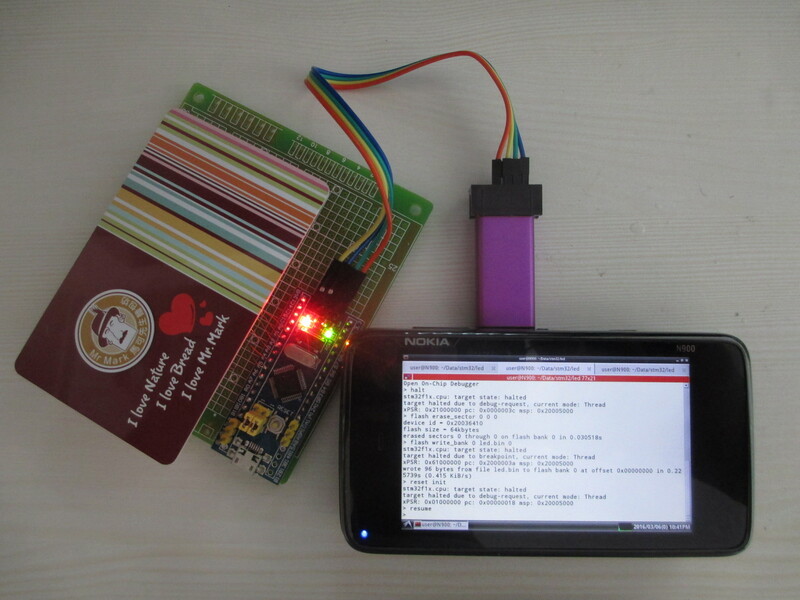 NOKIA
N900
user@N900: ~/Data/stm32/led
user@N900: ~/Data/stm32/led
user@N900: ~/Data/stm32/led
user@N900: ~/Data/stm32/led
user@N900: ~/Data/stm32/led 77x21
Open On-Chip Debugger
> halt
stm32f1x.cpu: target state: halted
target halted due to debug-request, current mode: Thread
xPSR: 0x21000000 pc: 0x0000003c msp: 0x20005000
> flash erase_sector 0 0 0
device id = 0x20036410
flash size = 64kbytes
erased sectors 0 through 0 on flash bank 0 in 0.030518s
> flash write_bank 0 led.bin 0
stm32f1x.cpu: target state: halted
target halted due to breakpoint, current mode: Thread
xPSR: 0x61000000 pc: 0x2000003a msp: 0x20005000
wrote 96 bytes from file led.bin to flash bank 0 at offset 0x00000000 in 0.22
5739s (0.415 KiB/s)
> reset init
stm32f1x.cpu: target state: halted
target halted due to debug-request, current mode: Thread
xPSR: 0x01000000 pc: 0x00000018 msp: 0x20005000
> resume
>
user@N900: ~/D...
2016/03/06(日) 10:41PM
Mr Mark
I love Nature
I love Bread
I love Mr. Mark